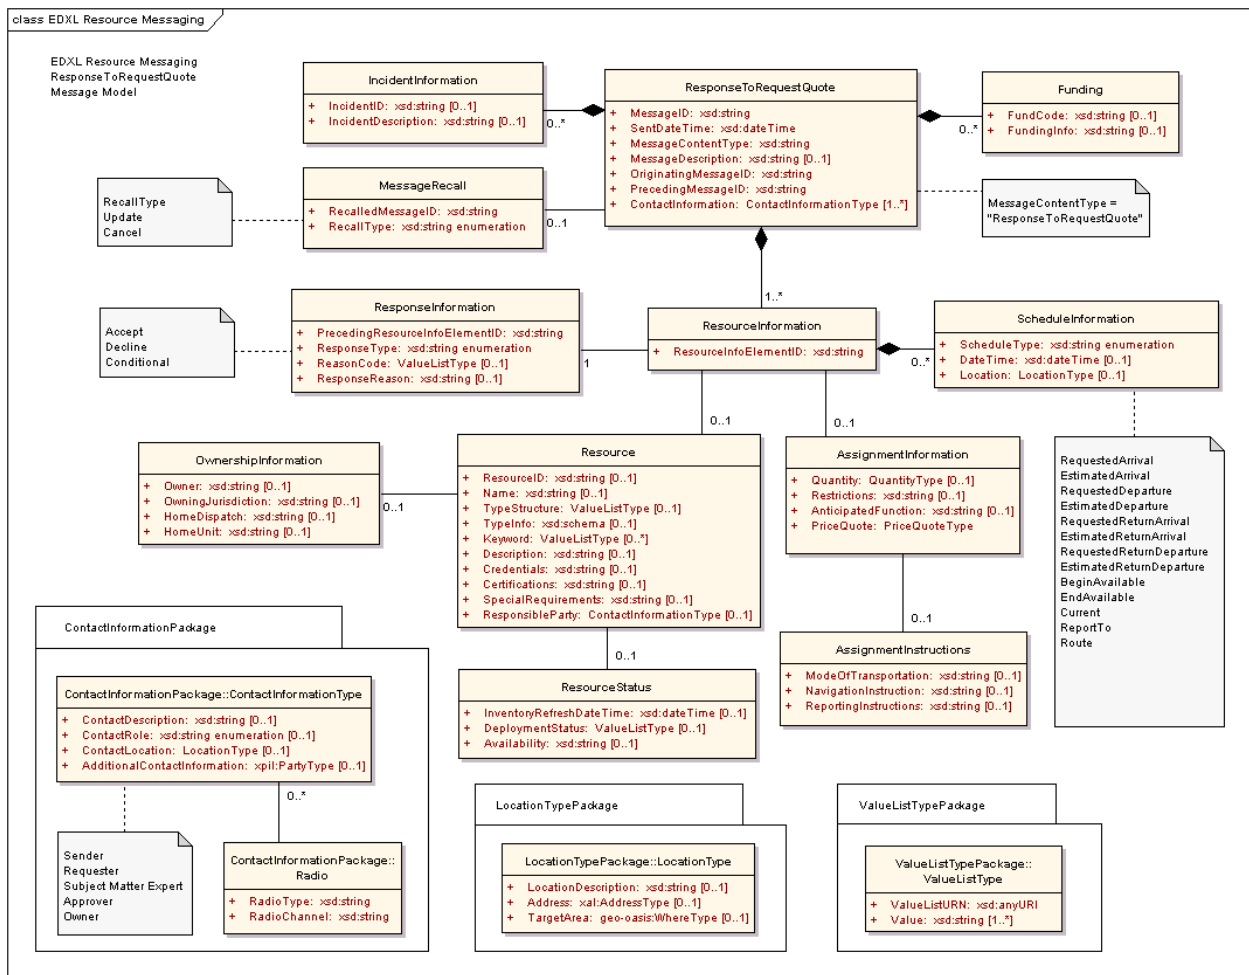 class EDXL Resource Messaging
EDXL Resource Messaging
ResponseToRequestQuote
Message Model
IncidentInformation
+ IncidentID: xsd:string [0..1]
+ IncidentDescription: xsd:string [0..1]
0..*
ResponseToRequestQuote
+ MessageID: xsd:string
+ SentDateTime: xsd:dateTime
+ MessageContentType: xsd:string
+ MessageDescription: xsd:string [0..1]
+ OriginatingMessageID: xsd:string
+ PrecedingMessageID: xsd:string
+ ContactInformation: ContactInformationType [1..*]
Funding
+ FundCode: xsd:string [0..1]
+ FundingInfo: xsd:string [0..1]
0..*
RecallType
Update
Cancel
MessageRecall
+ RecalledMessageID: xsd:string
+ RecallType: xsd:string enumeration
0..1
MessageContentType =
"ResponseToRequestQuote"
1..*
Accept
Decline
Conditional
ResponseInformation
+ PrecedingResourceInfoElementID: xsd:string
+ ResponseType: xsd:string enumeration
+ ReasonCode: ValueListType [0..1]
+ ResponseReason: xsd:string [0..1]
1
ResourceInformation
+ ResourceInfoElementID: xsd:string
0..*
ScheduleInformation
+ ScheduleType: xsd:string enumeration
+ DateTime: xsd:dateTime [0..1]
+ Location: LocationType [0..1]
0..1
0..1
OwnershipInformation
+ Owner: xsd:string [0..1]
+ OwningJurisdiction: xsd:string [0..1]
+ HomeDispatch: xsd:string [0..1]
+ HomeUnit: xsd:string [0..1]
0..1
Resource
+ ResourceID: xsd:string [0..1]
+ Name: xsd:string [0..1]
+ TypeStructure: ValueListType [0..1]
+ TypeInfo: xsd:schema [0..1]
+ Keyword: ValueListType [0..*]
+ Description: xsd:string [0..1]
+ Credentials: xsd:string [0..1]
+ Certifications: xsd:string [0..1]
+ SpecialRequirements: xsd:string [0..1]
+ ResponsibleParty: ContactInformationType [0..1]
0..1
AssignmentInformation
+ Quantity: QuantityType [0..1]
+ Restrictions: xsd:string [0..1]
+ AnticipatedFunction: xsd:string [0..1]
+ PriceQuote: PriceQuoteType
0..1
RequestedArrival
EstimatedArrival
RequestedDeparture
EstimatedDeparture
RequestedReturnArrival
EstimatedReturnArrival
RequestedReturnDeparture
EstimatedReturnDeparture
BeginAvailable
EndAvailable
Current
ReportTo
Route
ResourceStatus
+ InventoryRefreshDateTime: xsd:dateTime [0..1]
+ DeploymentStatus: ValueListType [0..1]
+ Availability: xsd:string [0..1]
AssignmentInstructions
+ ModeOfTransportation: xsd:string [0..1]
+ NavigationInstruction: xsd:string [0..1]
+ ReportingInstructions: xsd:string [0..1]
ContactInformationPackage
ContactInformationPackage::ContactInformationType
+ ContactDescription: xsd:string [0..1]
+ ContactRole: xsd:string enumeration [0..1]
+ ContactLocation: LocationType [0..1]
+ AdditionalContactInformation: xpil:PartyType [0..1]
0..*
Sender
Requester
Subject Matter Expert
Approver
Owner
ContactInformationPackage::
Radio
+ RadioType: xsd:string
+ RadioChannel: xsd:string
LocationTypePackage
LocationTypePackage::LocationType
+ LocationDescription: xsd:string [0..1]
+ Address: xal:AddressType [0..1]
+ TargetArea: geo-oasis:WhereType [0..1]
ValueListTypePackage
ValueListTypePackage::
ValueListType
+ ValueListURN: xsd:anyURI
+ Value: xsd:string [1..*]